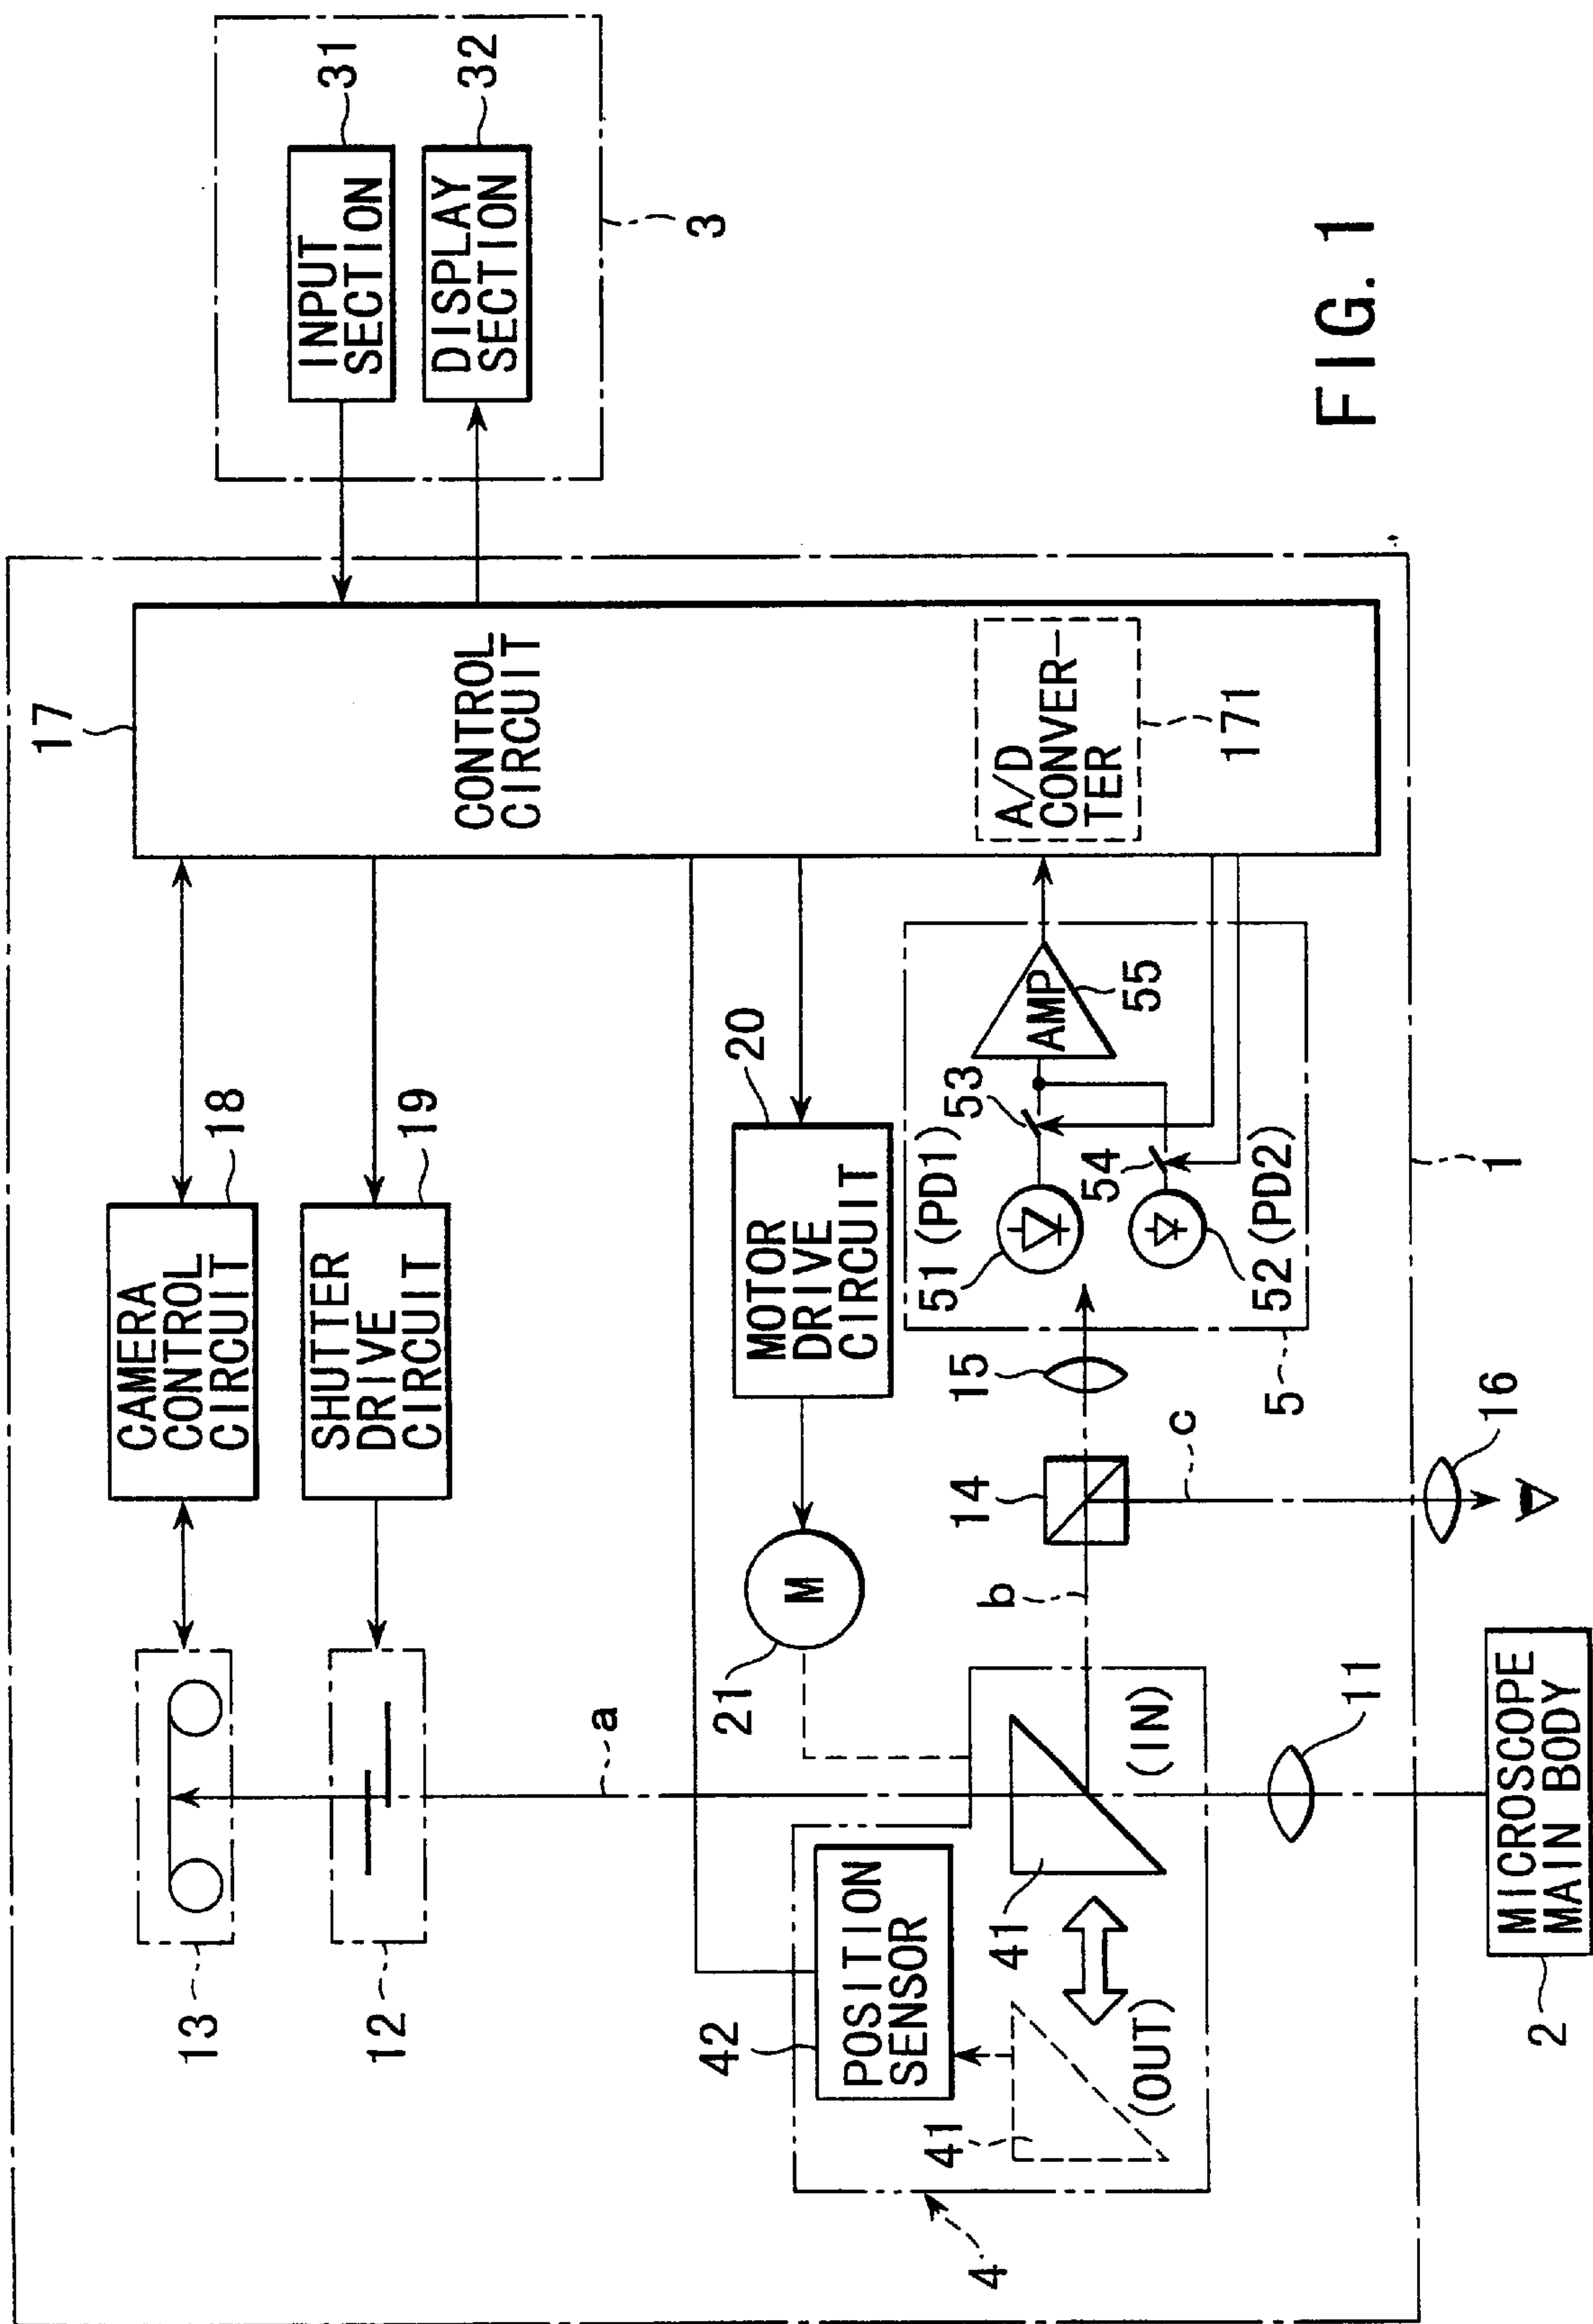 17
CONTROL
CIRCUIT
A/D
CONVER-
TER
171
INPUT
SECTION
31
DISPLAY
SECTION
32
3
CAMERA
CONTROL
CIRCUIT
18
SHUTTER
DRIVE
CIRCUIT
19
13
12
a
20
MOTOR
DRIVE
CIRCUIT
M
21
AMP
55
53
54
51 (PD1)
52 (PD2)
5
15
14
b
c
16
1
42
POSITION
SENSOR
41
41
(IN)
(OUT)
4
11
MICROSCOPE
MAIN BODY
2
FIG. 1